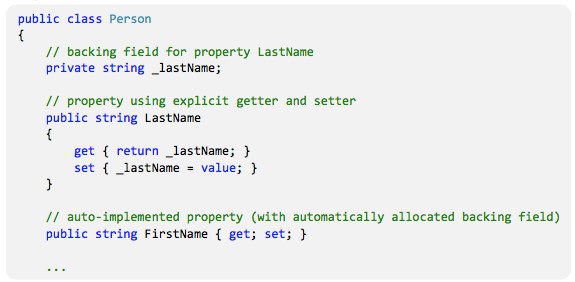 public class Person
{
    // backing field for property LastName
    private string _lastName;

    // property using explicit getter and setter
    public string LastName
    {
        get { return _lastName; }
        set { _lastName = value; }
    }

    // auto-implemented property (with automatically allocated backing field)
    public string FirstName { get; set; }

    ...